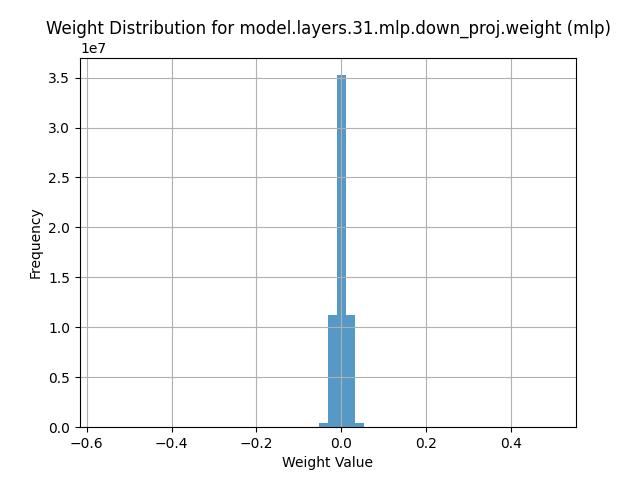 Weight Distribution for model.layers.31.mlp.down_proj.weight (mlp)
1e7
3.5
3.0
2.5
2.0
1.5
1.0
0.5
0.0
Frequency
−0.6 −0.4 −0.2 0.0 0.2 0.4
Weight Value